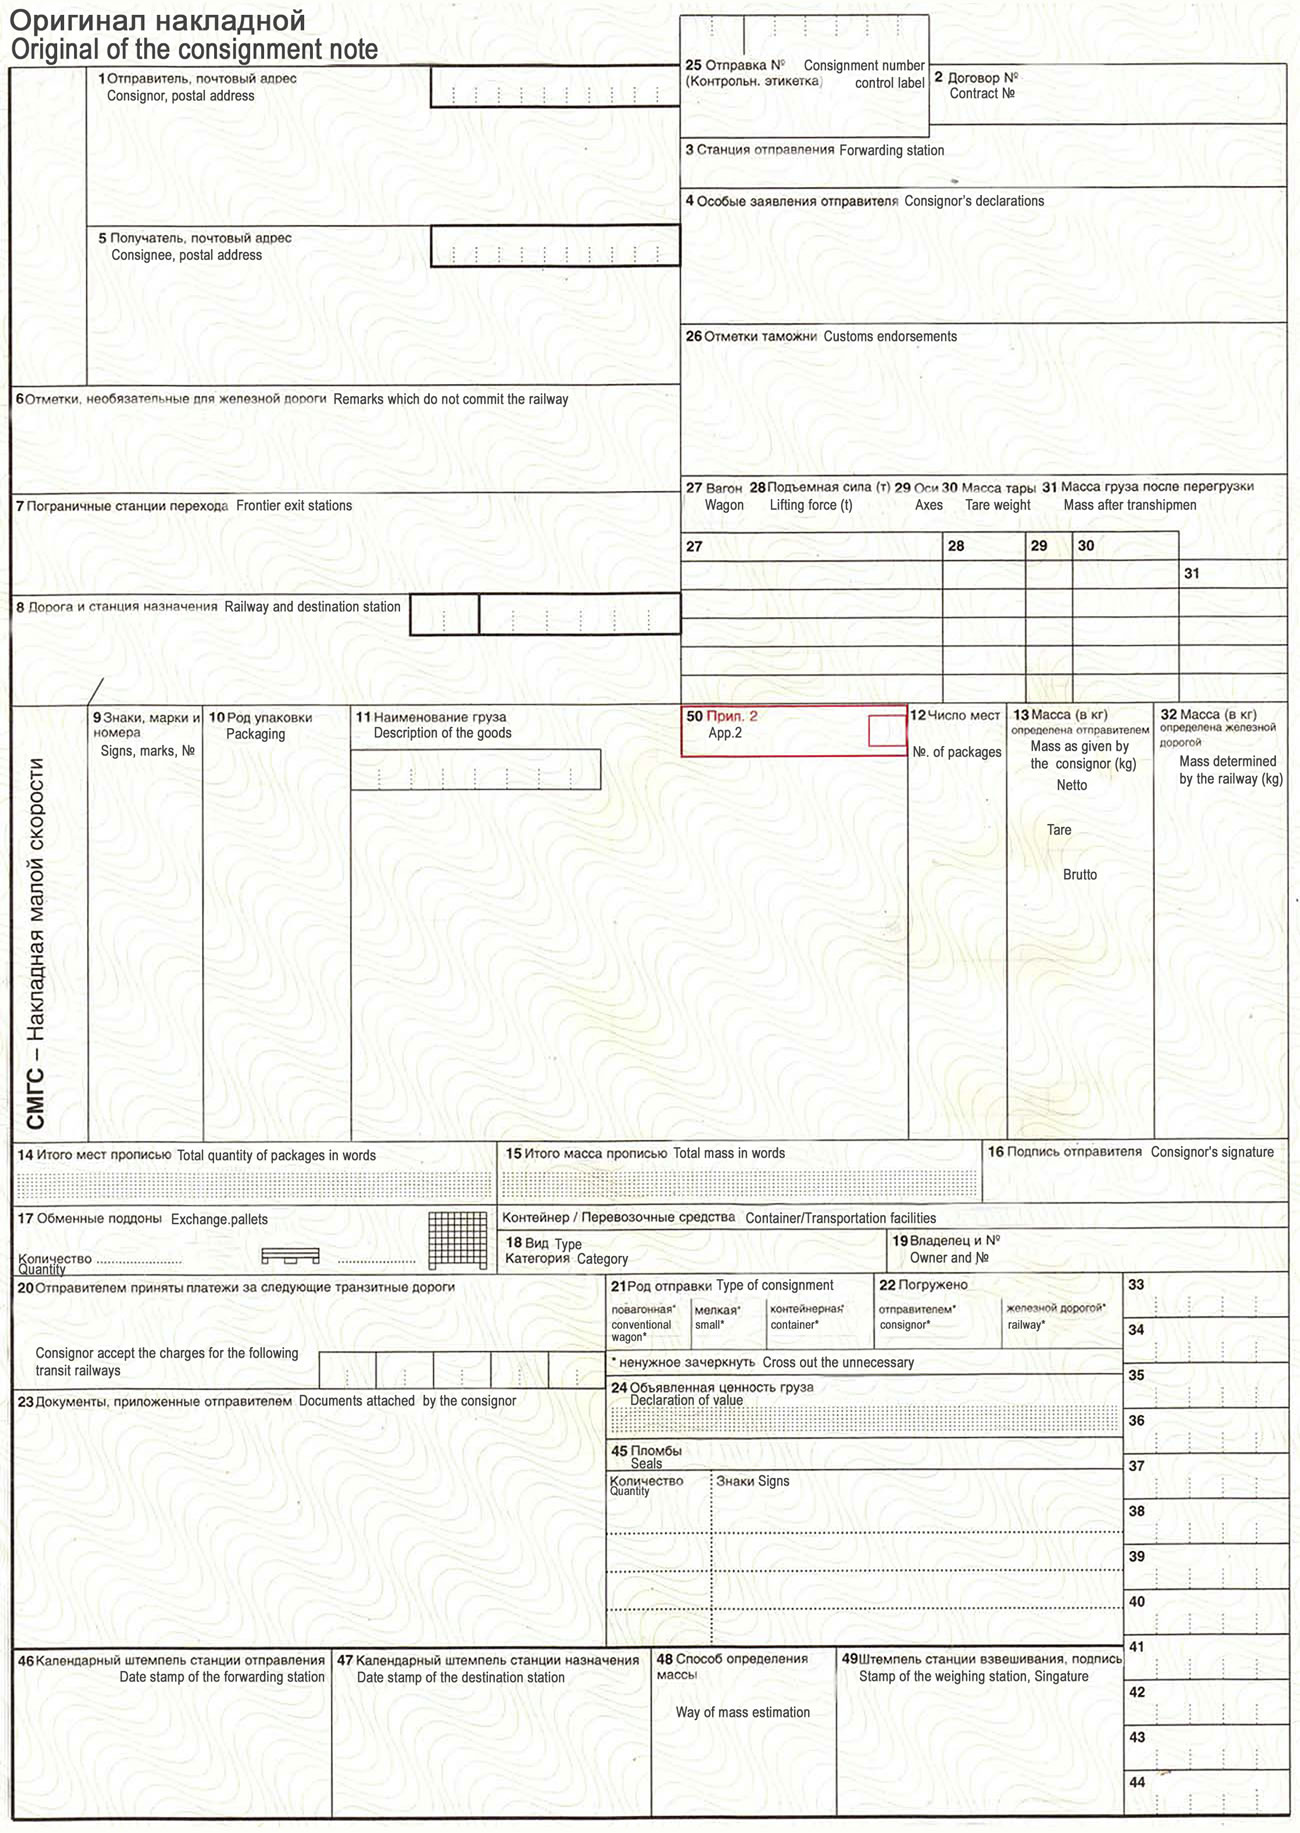 Оригинал накладной
Original of the consignment note
1 Отправитель, почтовый адрес
Consignor, postal address
25 Отправка № Consignment number
(Контрольн. этикетка) control label
2 Договор №
Contract №
3 Станция отправления Forwarding station
4 Особые заявления отправителя Consignor's declarations
5 Получатель, почтовый адрес
Consignee, postal address
26 Отметки таможни Customs endorsements
6 Отметки, необязательные для железной дороги Remarks which do not commit the railway
7 Пограничные станции перехода Frontier exit stations
27 Вагон 28 Подъемная сила (т) 29 Оси 30 Масса тары 31 Масса груза после перегрузки
Wagon Lifting force (t) Axes Tare weight Mass after transhipmen
27 28 29 30
31
8 Дорога и станция назначения Railway and destination station
СМГС – Накладная малой скорости
9 Знаки, марки и
номера
Signs, marks, №
10 Род упаковки
Packaging
11 Наименование груза
Description of the goods
50 Прип. 2
App.2
12 Число мест
№. of packages
13 Масса (в кг)
определена отправителем
Mass as given by
the consignor (kg)
Netto
Tare
Brutto
32 Масса (в кг)
определена железной
дорогой
Mass determined
by the railway (kg)
14 Итого мест прописью Total quantity of packages in words
15 Итого масса прописью Total mass in words
16 Подпись отправителя Consignor's signature
17 Обменные поддоны Exchange.pallets
Количество
Quantity
Контейнер / Перевозочные средства Container/Transportation facilities
18 Вид Type
Категория Category
19 Владелец и №
Owner and №
20 Отправителем приняты платежи за следующие транзитные дороги
Consignor accept the charges for the following
transit railways
21 Род отправки Type of consignment
повагонная*
conventional
wagon*
мелкая*
small*
контейнерная*
container*
22 Погружено
отправителем*
consignor*
железной дорогой*
railway*
* ненужное зачеркнуть Cross out the unnecessary
23 Документы, приложенные отправителем Documents attached by the consignor
24 Объявленная ценность груза
Declaration of value
45 Пломбы
Seals
Количество
Quantity
Знаки Signs
33
34
35
36
37
38
39
40
41
42
43
44
46 Календарный штемпель станции отправления
Date stamp of the forwarding station
47 Календарный штемпель станции назначения
Date stamp of the destination station
48 Способ определения
массы
Way of mass estimation
49 Штемпель станции взвешивания, подпись
Stamp of the weighing station, Singature